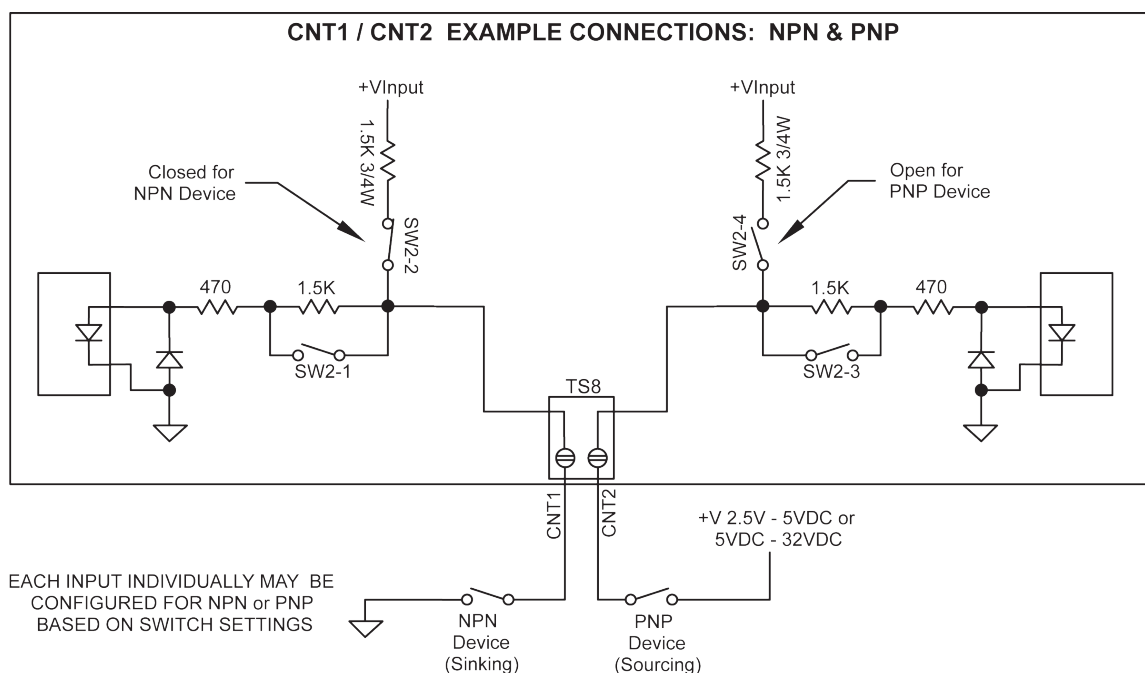 CNT1 / CNT2 EXAMPLE CONNECTIONS: NPN & PNP
+VInput
+VInput
1.5K 3/4W
1.5K 3/4W
Closed for
NPN Device
Open for
PNP Device
SW2-2
SW2-4
470
1.5K
1.5K
470
SW2-1
SW2-3
TS8
CNT1
CNT2
+V 2.5V - 5VDC or
5VDC - 32VDC
EACH INPUT INDIVIDUALLY MAY BE
CONFIGURED FOR NPN or PNP
BASED ON SWITCH SETTINGS
NPN
Device
(Sinking)
PNP
Device
(Sourcing)